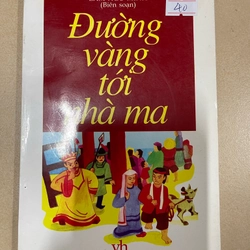 (Biên soạn)
40
Đường
vàng
tới
nhà ma
vh